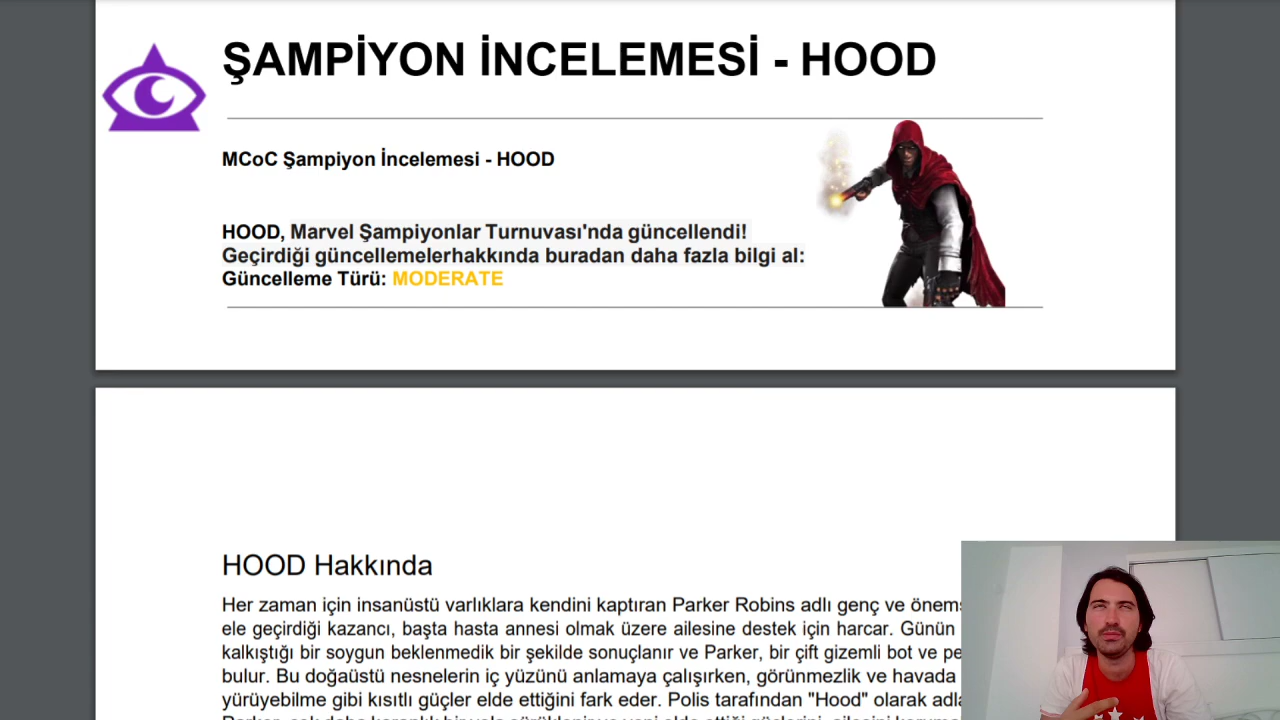 ŞAMPİYON İNCELEMESİ - HOOD
MCoC Şampiyon İncelemesi - HOOD
HOOD, Marvel Şampiyonlar Turnuvası'nda güncellendi!
Geçirdiği güncellemelerhakkında buradan daha fazla bilgi al:
Güncelleme Türü: MODERATE
HOOD Hakkında
Her zaman için insanüstü varlıklara kendini kaptıran Parker Robins adlı genç ve
ele geçirdiği kazancı, başta hasta annesi olmak üzere ailesine destek için harcar. Günün
kalkıştığı bir soygun beklenmedik bir şekilde sonuçlanır ve Parker, bir çift gizemli bot ve
bulur. Bu doğaüstü nesnelerin iç yüzünü anlamaya çalışırken, görünmezlik ve havada
yürüyebilme gibi kısıtlı güçler elde ettiğini fark eder. Polis tarafından "Hood" olarak